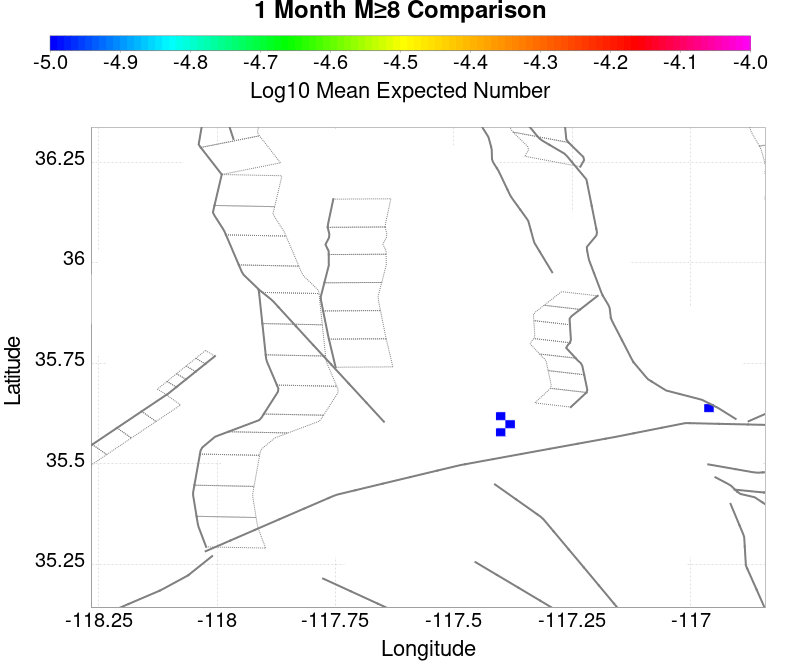 1 Month M≥8 Comparison
-5.0 -4.9 -4.8 -4.7 -4.6 -4.5 -4.4 -4.3 -4.2 -4.1 -4.0
Log10 Mean Expected Number
36.25
36
35.75
35.5
35.25
Latitude
-118.25 -118 -117.75 -117.5 -117.25 -117
Longitude